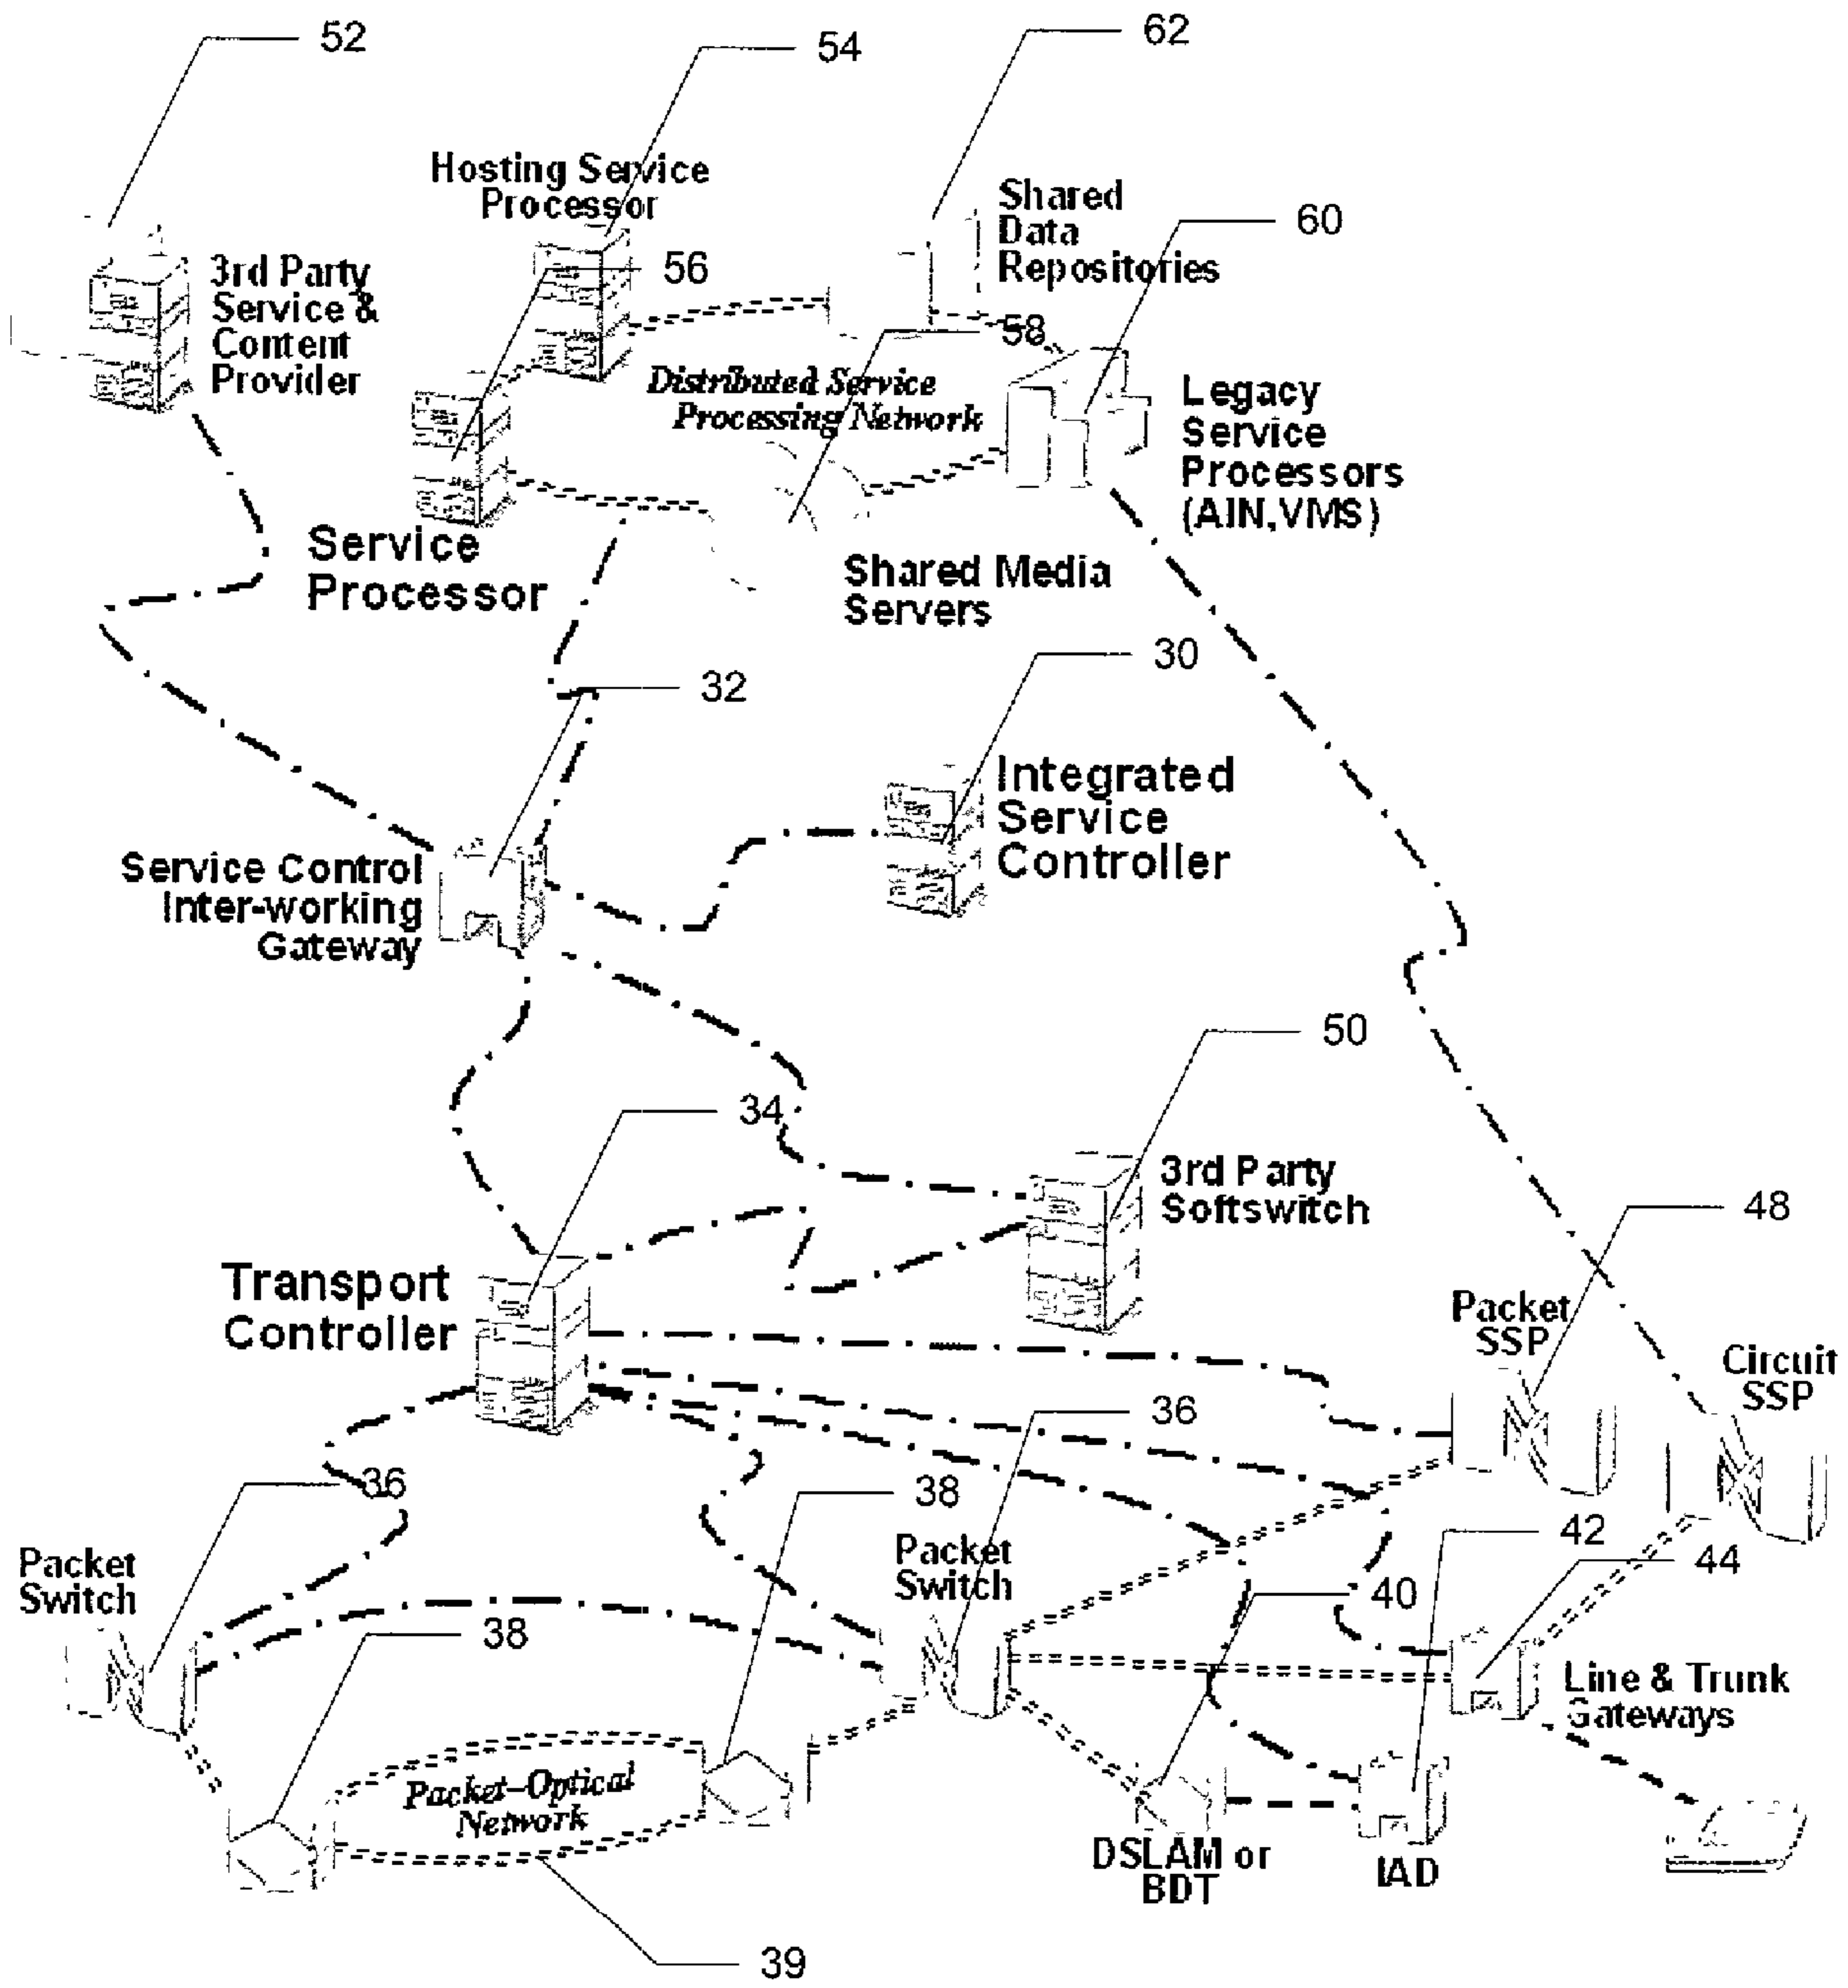 52
54
62
Hosting Service
Processor
Shared
Data
Repositories
60
3rd Party
Service &
Content
Provider
56
58
Distributed Service
Processing Network
Legacy
Service
Processors
(AIN,VMS)
Service
Processor
Shared Media
Servers
32
30
Integrated
Service
Controller
Service Control
Inter-working
Gateway
50
34
3rd Party
Softswitch
48
Transport
Controller
Packet
SSP
Circuit
SSP
36
36
38
42
44
Packet
Switch
Packet
Switch
40
38
Line & Trunk
Gateways
Packet-Optical
Network
DSLAM or
BDT
IAD
39